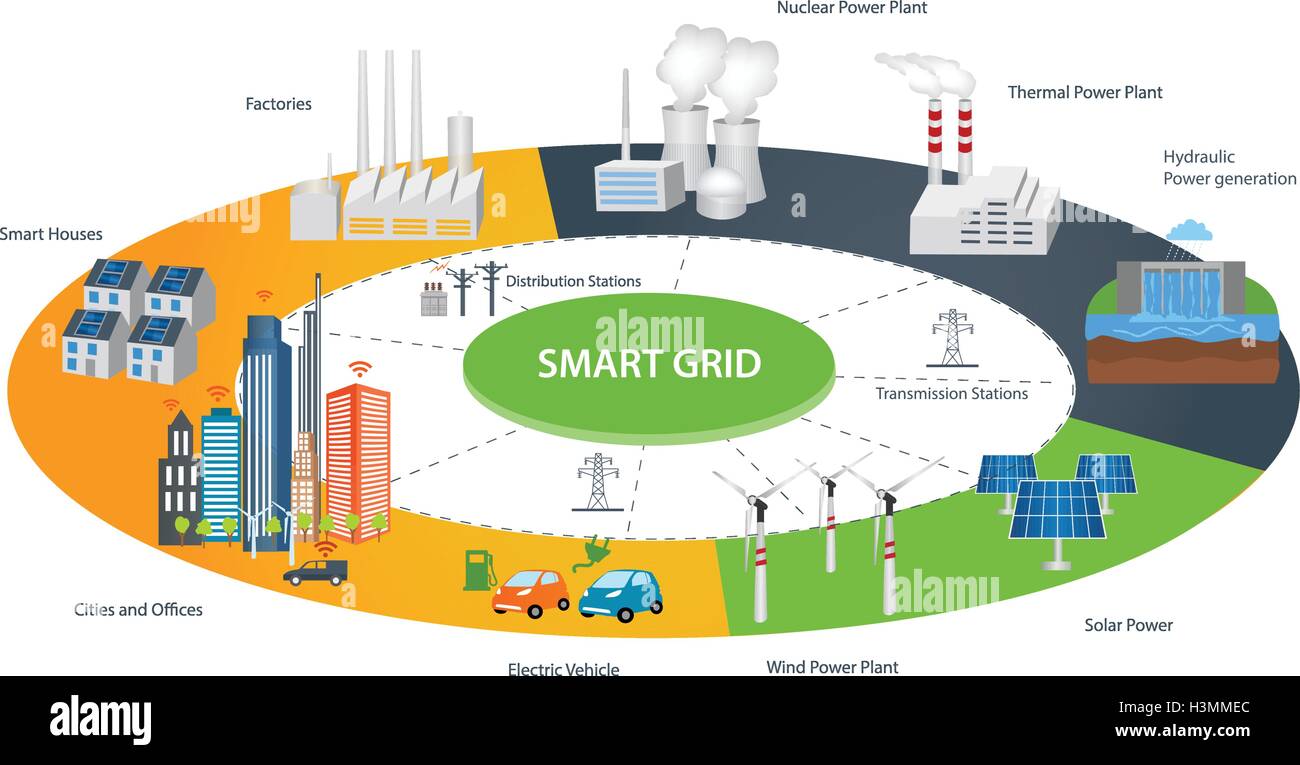 Nuclear Power Plant
Factories
Thermal Power Plant
Hydraulic
Power generation
Smart Houses
Distribution Stations
SMART GRID
Transmission Stations
Cities and Offices
Solar Power
Electric Vehicle
Wind Power Plant
alamy
alamy
alamy
alamy
a
a
a
a
alamy
Image ID: H3MMEC
www.alamy.com